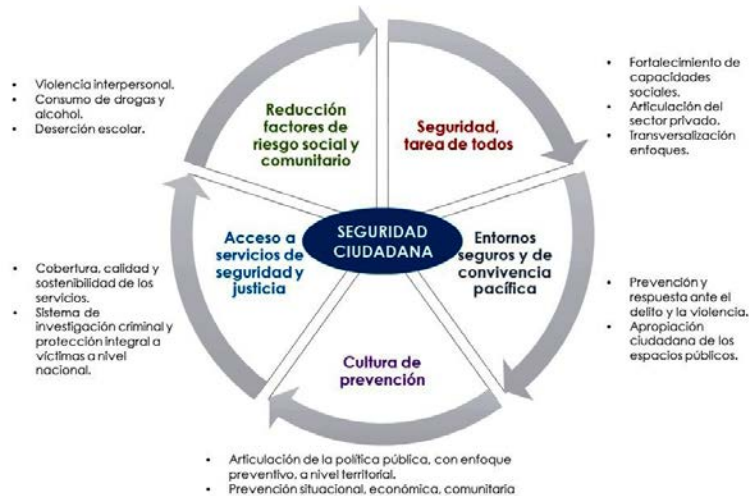 • Violencia interpersonal.
• Consumo de drogas y
alcohol.
• Deserción escolar.
Reducción
factores de
riesgo social y
comunitario
Seguridad,
tarea de todos
• Fortalecimiento de
capacidades
sociales.
• Articulación del
sector privado.
• Transversalización
enfoques.
SEGURIDAD
CIUDADANA
Acceso a
servicios de
seguridad y
justicia
Entornos
seguros y de
convivencia
pacífica
• Cobertura, calidad y
sostenibilidad de los
servicios.
• Sistema de
investigación criminal y
protección integral a
víctimas a nivel
nacional.
• Prevención y
respuesta ante el
delito y la violencia.
• Apropiación
ciudadana de los
espacios públicos.
Cultura de
prevención
• Articulación de la política pública, con enfoque
preventivo, a nivel territorial.
• Prevención situacional, económica, comunitaria